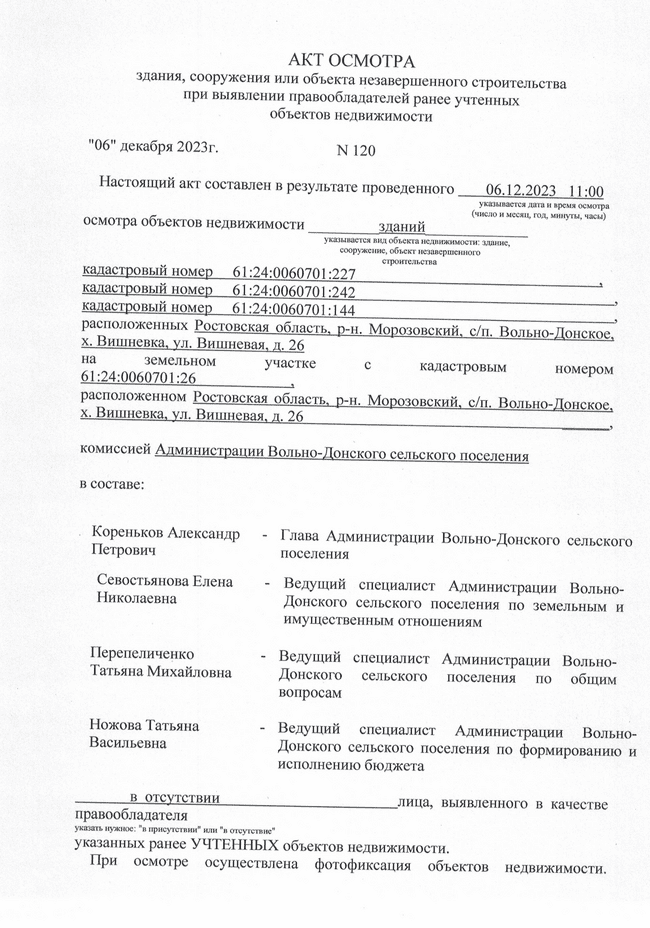 АКТ ОСМОТРА
здания, сооружения или объекта незавершенного строительства
при выявлении правообладателей ранее учтенных
объектов недвижимости
"06" декабря 2023г. N 120
Настоящий акт составлен в результате проведенного 06.12.2023 11:00
указывается дата и время осмотра
(число и месяц, год, минуты, часы)
осмотра объектов недвижимости зданий
указывается вид объекта недвижимости: здание,
сооружение, объект незавершенного
строительства
кадастровый номер 61:24:0060701:227,
кадастровый номер 61:24:0060701:242,
кадастровый номер 61:24:0060701:144,
расположенных Ростовская область, р-н. Морозовский, с/п. Вольно-Донское,
х. Вишневка, ул. Вишневая, д. 26
на земельном участке с кадастровым номером
61:24:0060701:26,
расположенном Ростовская область, р-н. Морозовский, с/п. Вольно-Донское,
х. Вишневка, ул. Вишневая, д. 26,
комиссией Администрации Вольно-Донского сельского поселения
в составе:
Кореньков Александр - Глава Администрации Вольно-Донского сельского
Петрович поселения
Севостьянова Елена - Ведущий специалист Администрации Вольно-
Николаевна Донского сельского поселения по земельным и
имущественным отношениям
Перепеличенко - Ведущий специалист Администрации Вольно-
Татьяна Михайловна Донского сельского поселения по общим
вопросам
Ножова Татьяна - Ведущий специалист Администрации Вольно-
Васильевна Донского сельского поселения по формированию и
исполнению бюджета
в отсутствии лица, выявленного в качестве
правообладателя
указать нужное: "в присутствии" или "в отсутствие"
указанных ранее УЧТЕННЫХ объектов недвижимости.
При осмотре осуществлена фотофиксация объектов недвижимости.